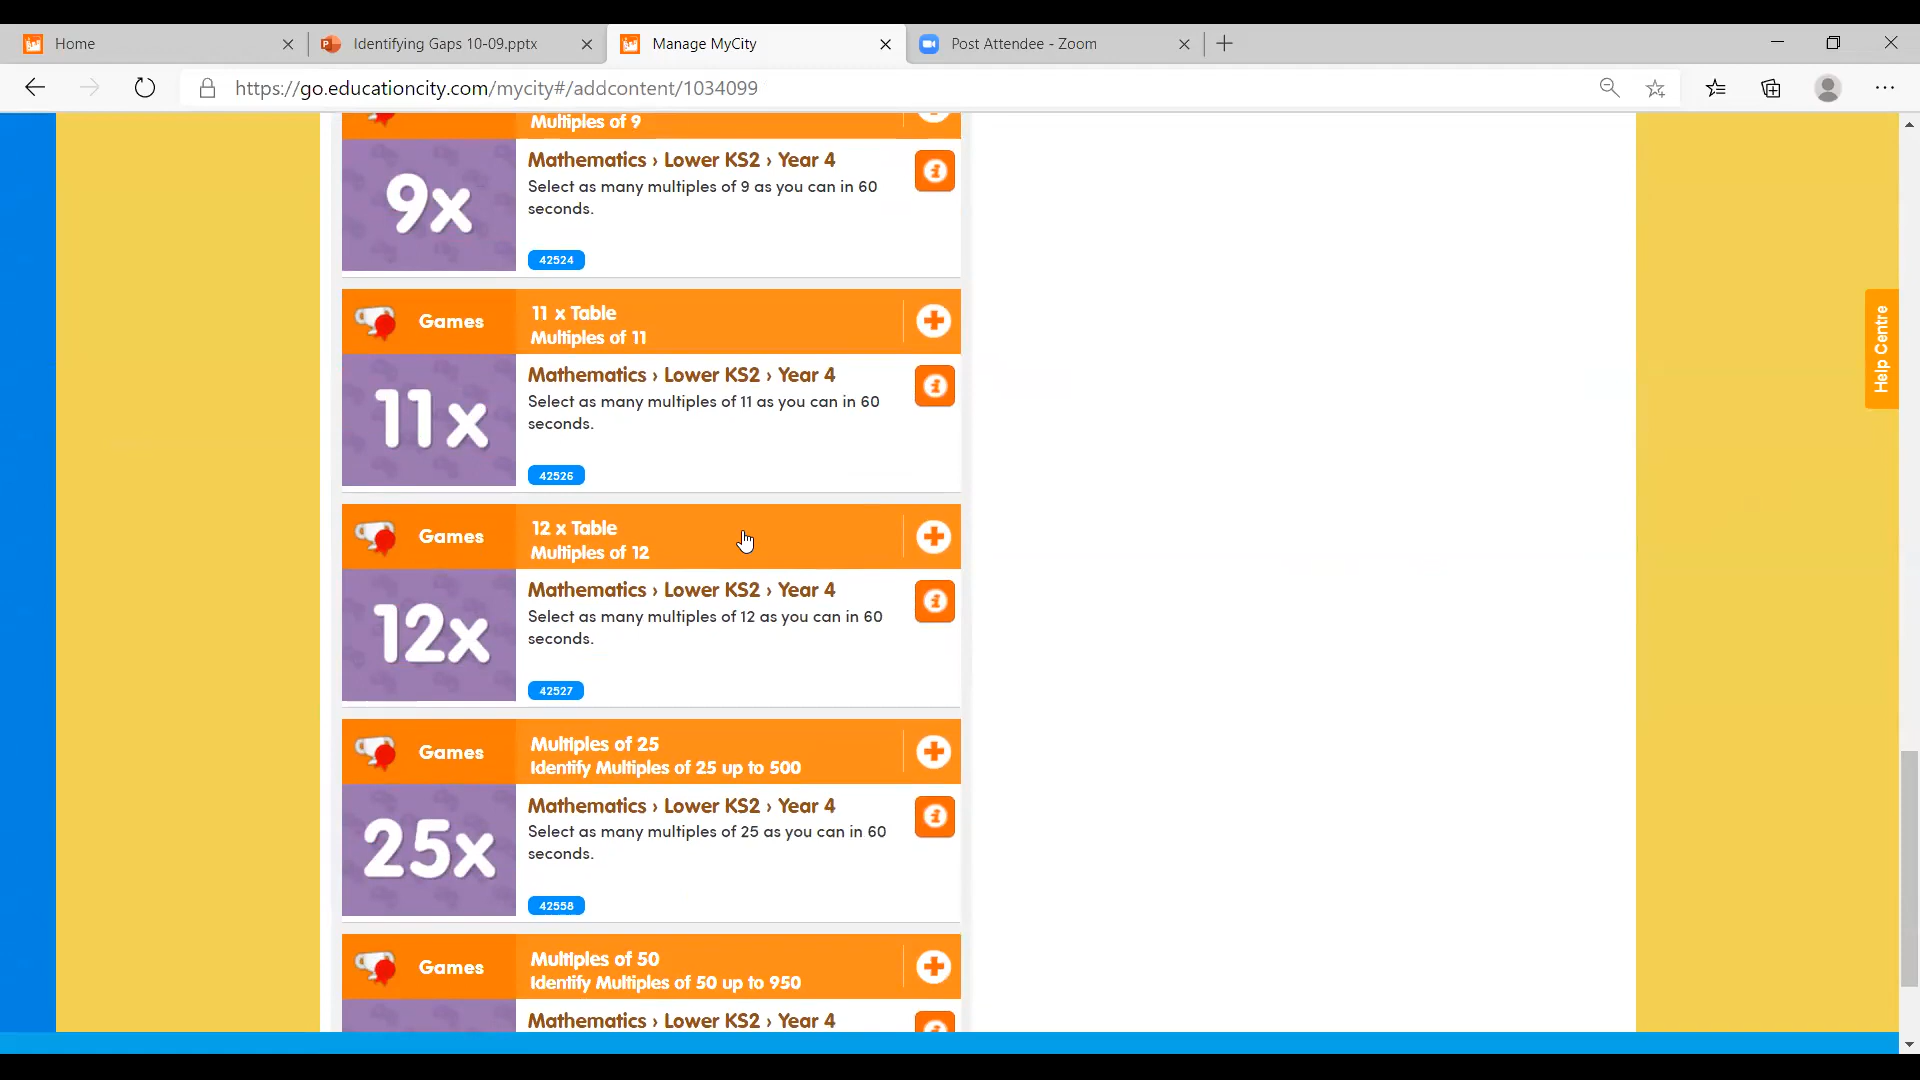 Home
Identifying Gaps 10-09.pptx
Manage MyCity
Post Attendee - Zoom
https://go.educationcity.com/mycity#/addcontent/1034099
Multiples of 9
9x
Mathematics › Lower KS2 › Year 4
Select as many multiples of 9 as you can in 60
seconds.
42524
Games
11 x Table
Multiples of 11
11x
Mathematics › Lower KS2 › Year 4
Select as many multiples of 11 as you can in 60
seconds.
42526
Games
12 x Table
Multiples of 12
12x
Mathematics › Lower KS2 › Year 4
Select as many multiples of 12 as you can in 60
seconds.
42527
Games
Multiples of 25
Identify Multiples of 25 up to 500
25x
Mathematics › Lower KS2 › Year 4
Select as many multiples of 25 as you can in 60
seconds.
42558
Games
Multiples of 50
Identify Multiples of 50 up to 950
Mathematics › Lower KS2 › Year 4
Help Centre